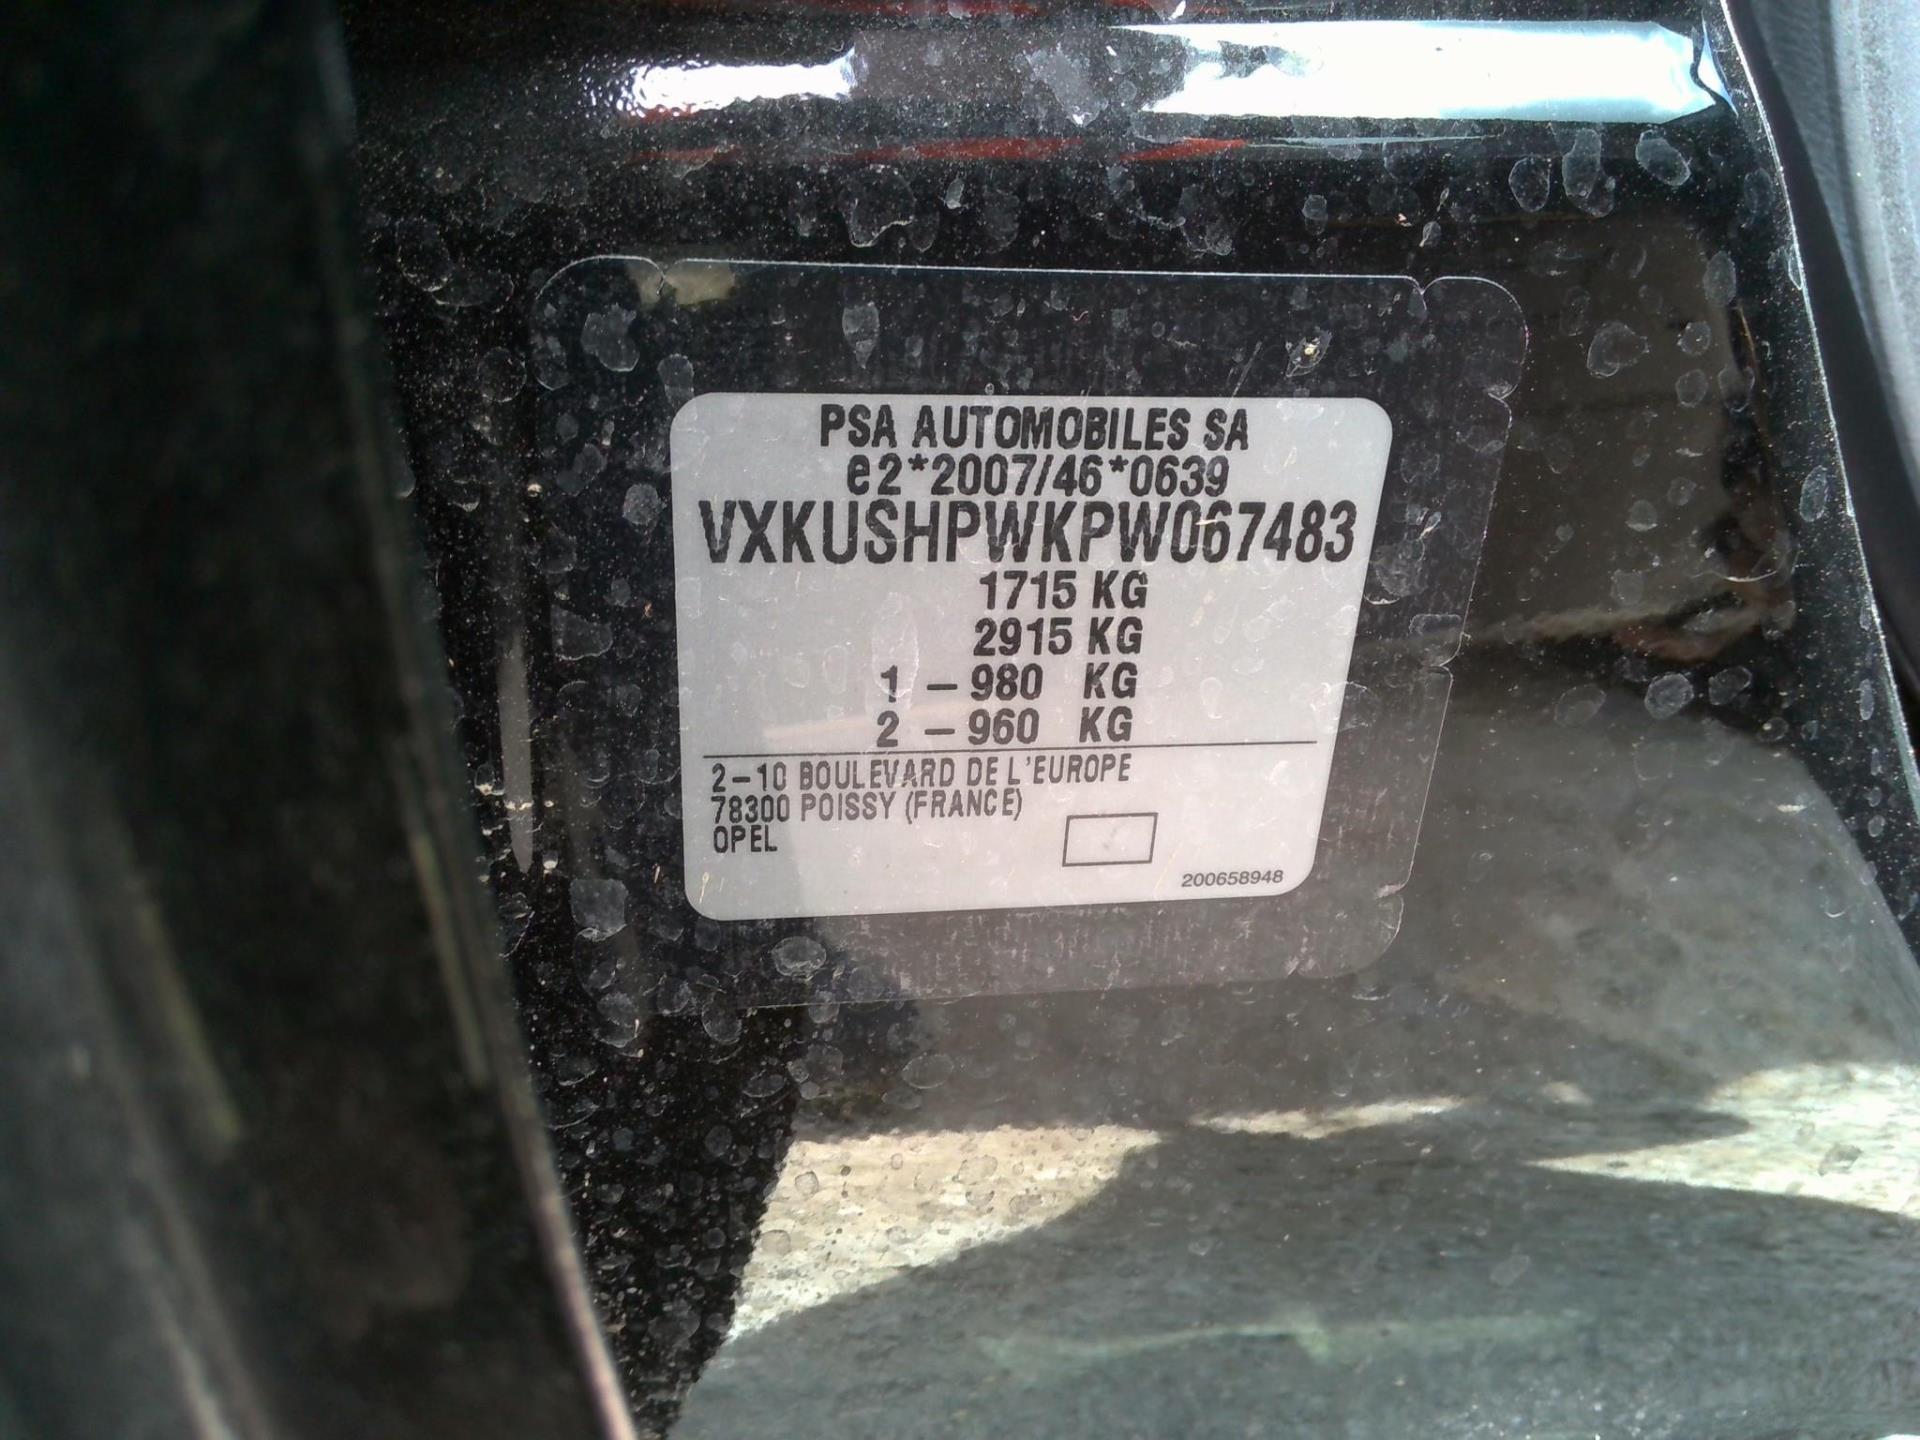 PSA AUTOMOBILES SA
e2*2007/46*0639
VXKUSHPWKPW067483
1715 KG
2915 KG
1 – 980 KG
2 – 960 KG
2–10 BOULEVARD DE L'EUROPE
78300 POISSY (FRANCE)
OPEL
200658948